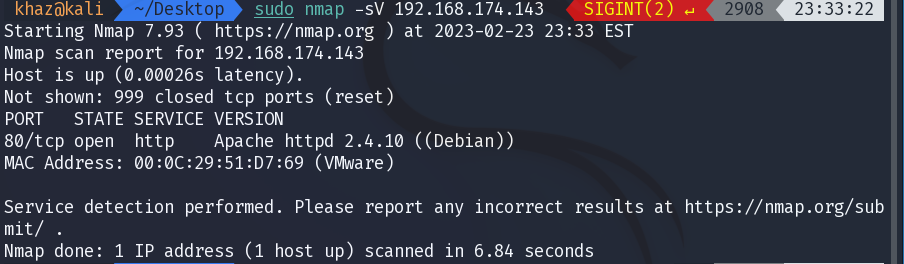 khaz@kali ~/Desktop sudo nmap -sV 192.168.174.143 SIGINT(2) ↵ 2908 23:33:22
Starting Nmap 7.93 ( https://nmap.org ) at 2023-02-23 23:33 EST
Nmap scan report for 192.168.174.143
Host is up (0.00026s latency).
Not shown: 999 closed tcp ports (reset)
PORT   STATE SERVICE VERSION
80/tcp open  http    Apache httpd 2.4.10 ((Debian))
MAC Address: 00:0C:29:51:D7:69 (VMware)

Service detection performed. Please report any incorrect results at https://nmap.org/sub
mit/ .
Nmap done: 1 IP address (1 host up) scanned in 6.84 seconds